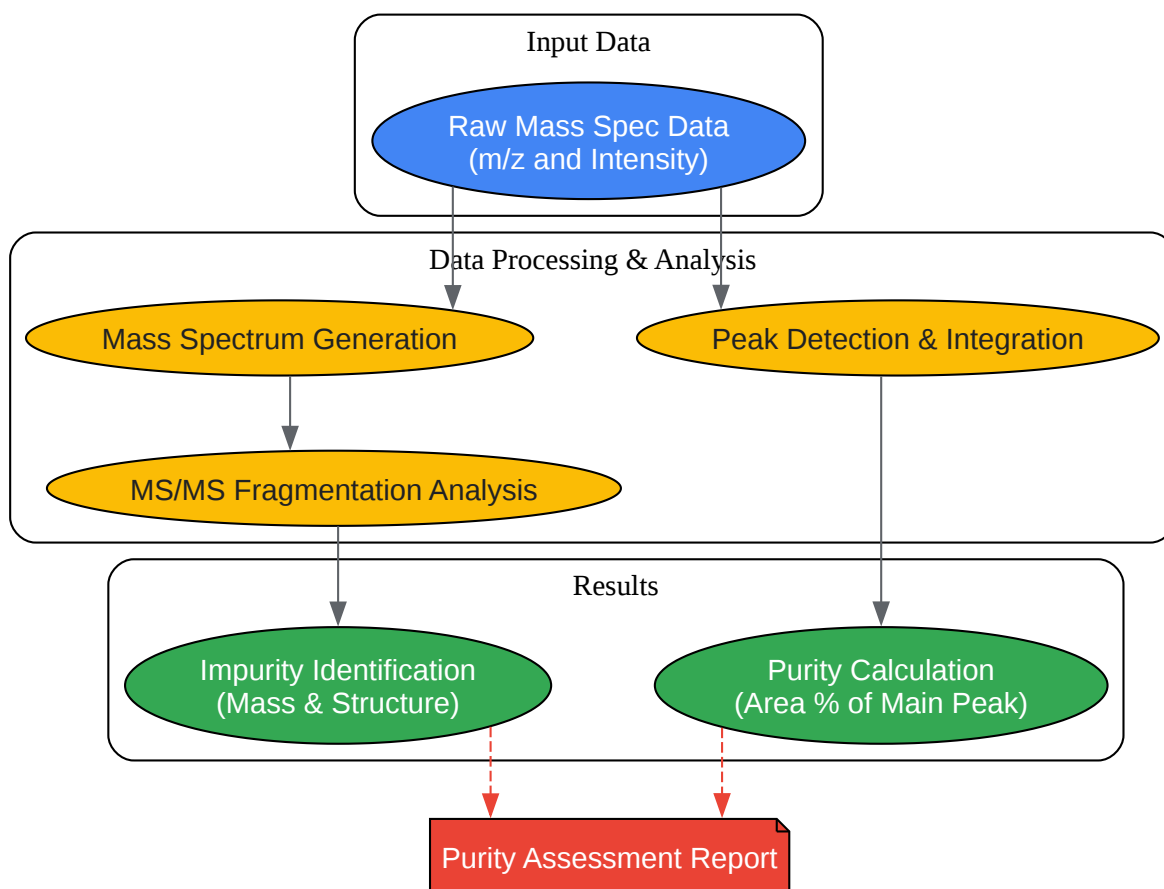 Input Data
Raw Mass Spec Data
(m/z and Intensity)
Data Processing & Analysis
Mass Spectrum Generation
Peak Detection & Integration
MS/MS Fragmentation Analysis
Results
Impurity Identification
(Mass & Structure)
Purity Calculation
(Area % of Main Peak)
Purity Assessment Report